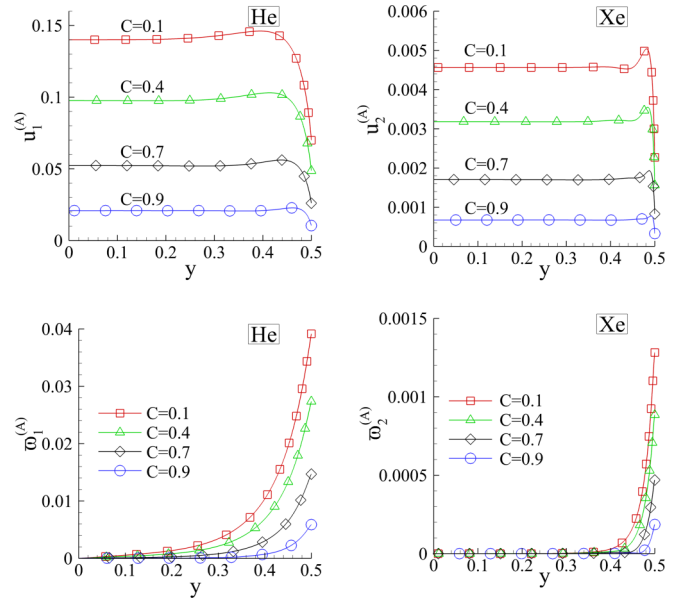 He
0.15
0.1
0.05
0
u₁⁽ᴬ⁾
C=0.1
C=0.4
C=0.7
C=0.9
0 0.1 0.2 0.3 0.4 0.5
y
Xe
0.006
0.005
0.004
0.003
0.002
0.001
0
u₂⁽ᴬ⁾
C=0.1
C=0.4
C=0.7
C=0.9
0 0.1 0.2 0.3 0.4 0.5
y
He
0.04
0.03
0.02
0.01
0
ϖ₁⁽ᴬ⁾
C=0.1
C=0.4
C=0.7
C=0.9
0 0.1 0.2 0.3 0.4 0.5
y
Xe
0.0015
0.001
0.0005
0
ϖ₂⁽ᴬ⁾
C=0.1
C=0.4
C=0.7
C=0.9
0 0.1 0.2 0.3 0.4 0.5
y